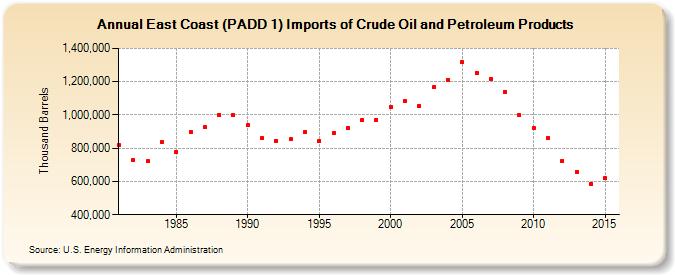 Annual East Coast (PADD 1) Imports of Crude Oil and Petroleum Products
Thousand Barrels
1,400,000
1,200,000
1,000,000
800,000
600,000
400,000
1985 1990 1995 2000 2005 2010 2015
Source: U.S. Energy Information Administration